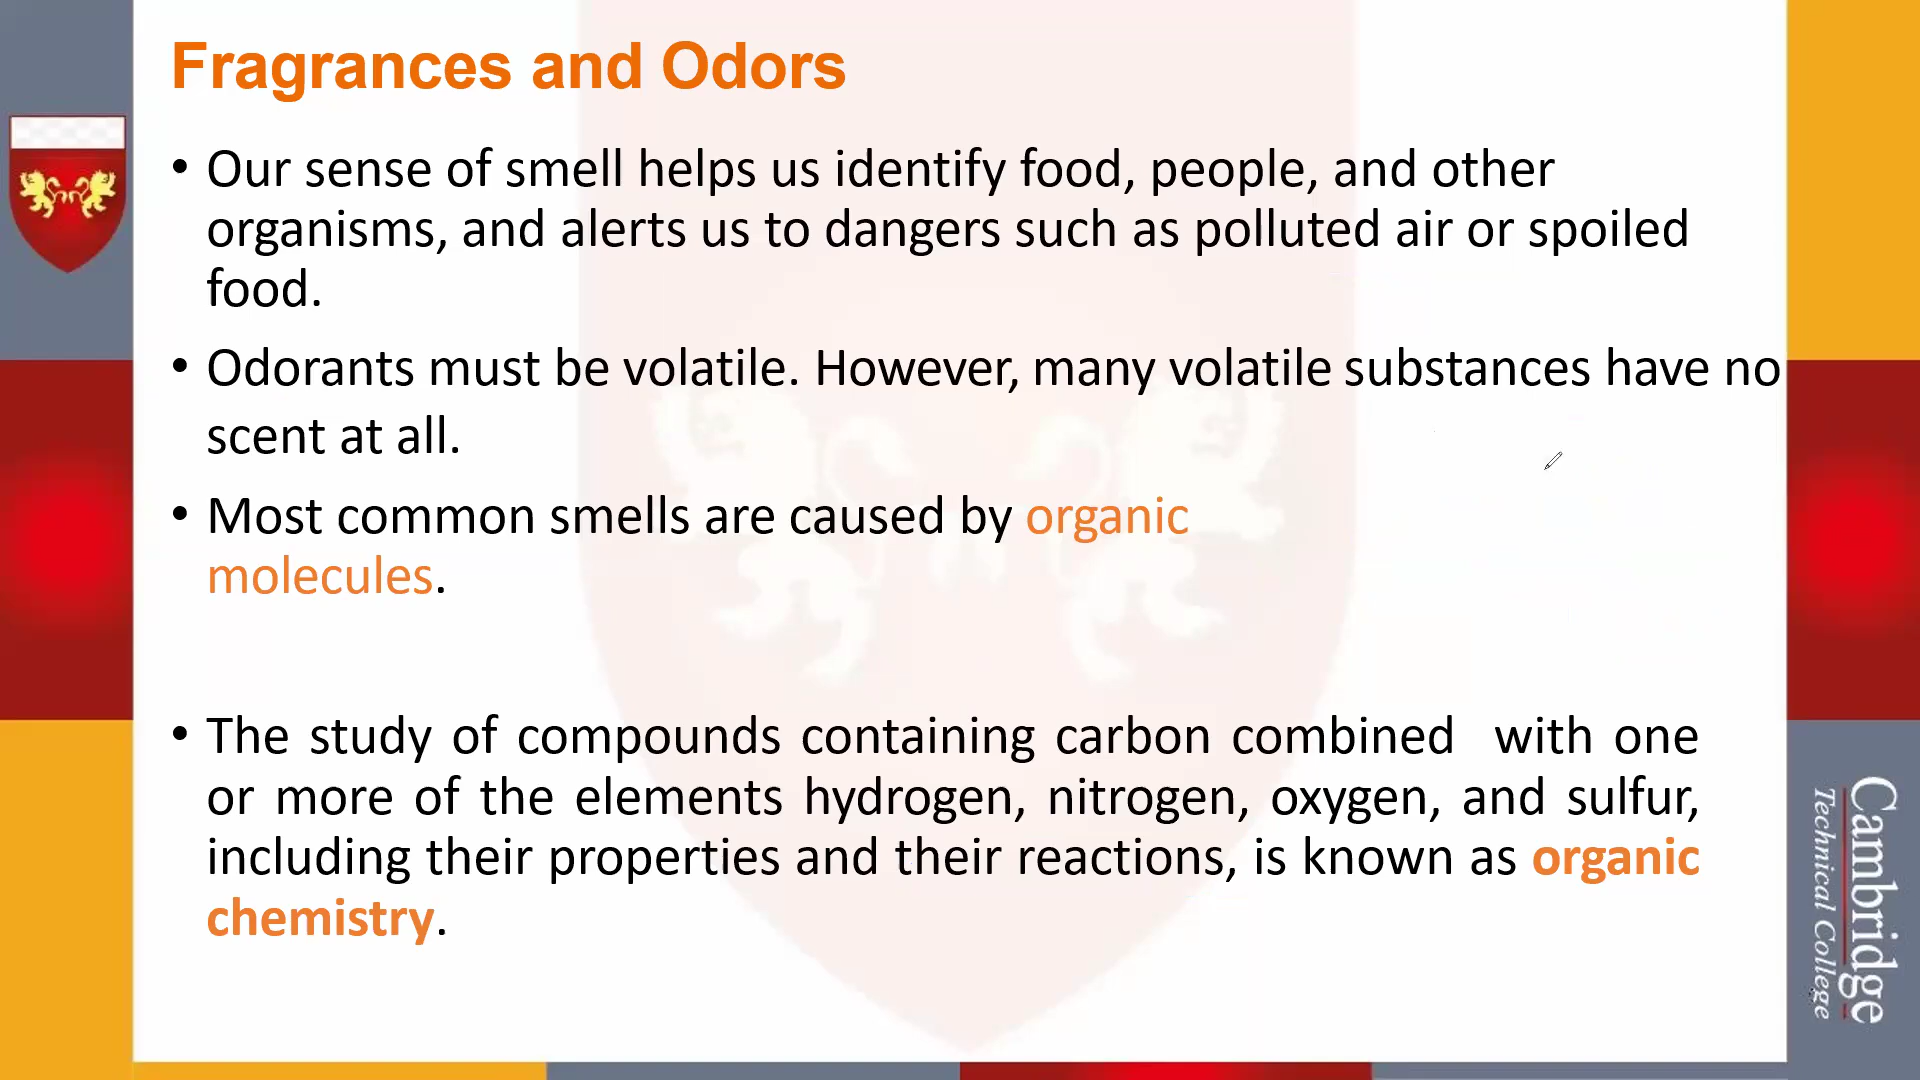 Fragrances and Odors
• Our sense of smell helps us identify food, people, and other
organisms, and alerts us to dangers such as polluted air or spoiled
food.
• Odorants must be volatile. However, many volatile substances have no
scent at all.
• Most common smells are caused by organic
molecules.
• The study of compounds containing carbon combined with one
or more of the elements hydrogen, nitrogen, oxygen, and sulfur,
including their properties and their reactions, is known as organic
chemistry.
Cambridge
Technical College